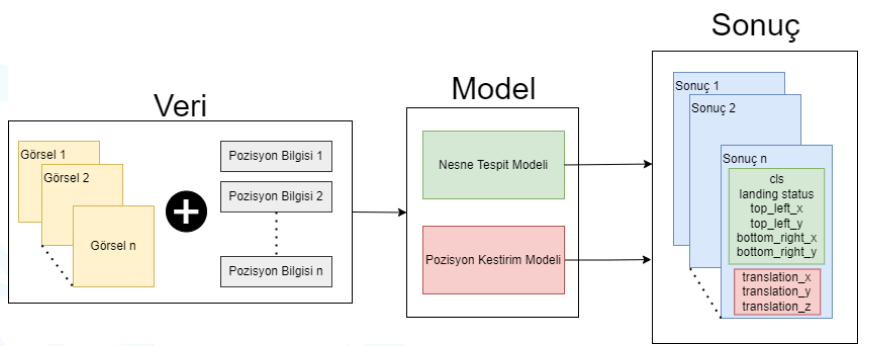 Veri
Görsel 1
Görsel 2
Görsel n
Pozisyon Bilgisi 1
Pozisyon Bilgisi 2
Pozisyon Bilgisi n
Model
Nesne Tespit Modeli
Pozisyon Kestirim Modeli
Sonuç
Sonuç 1
Sonuç 2
Sonuç n
cls
landing status
top_left_x
top_left_y
bottom_right_x
bottom_right_y
translation_x
translation_y
translation_z